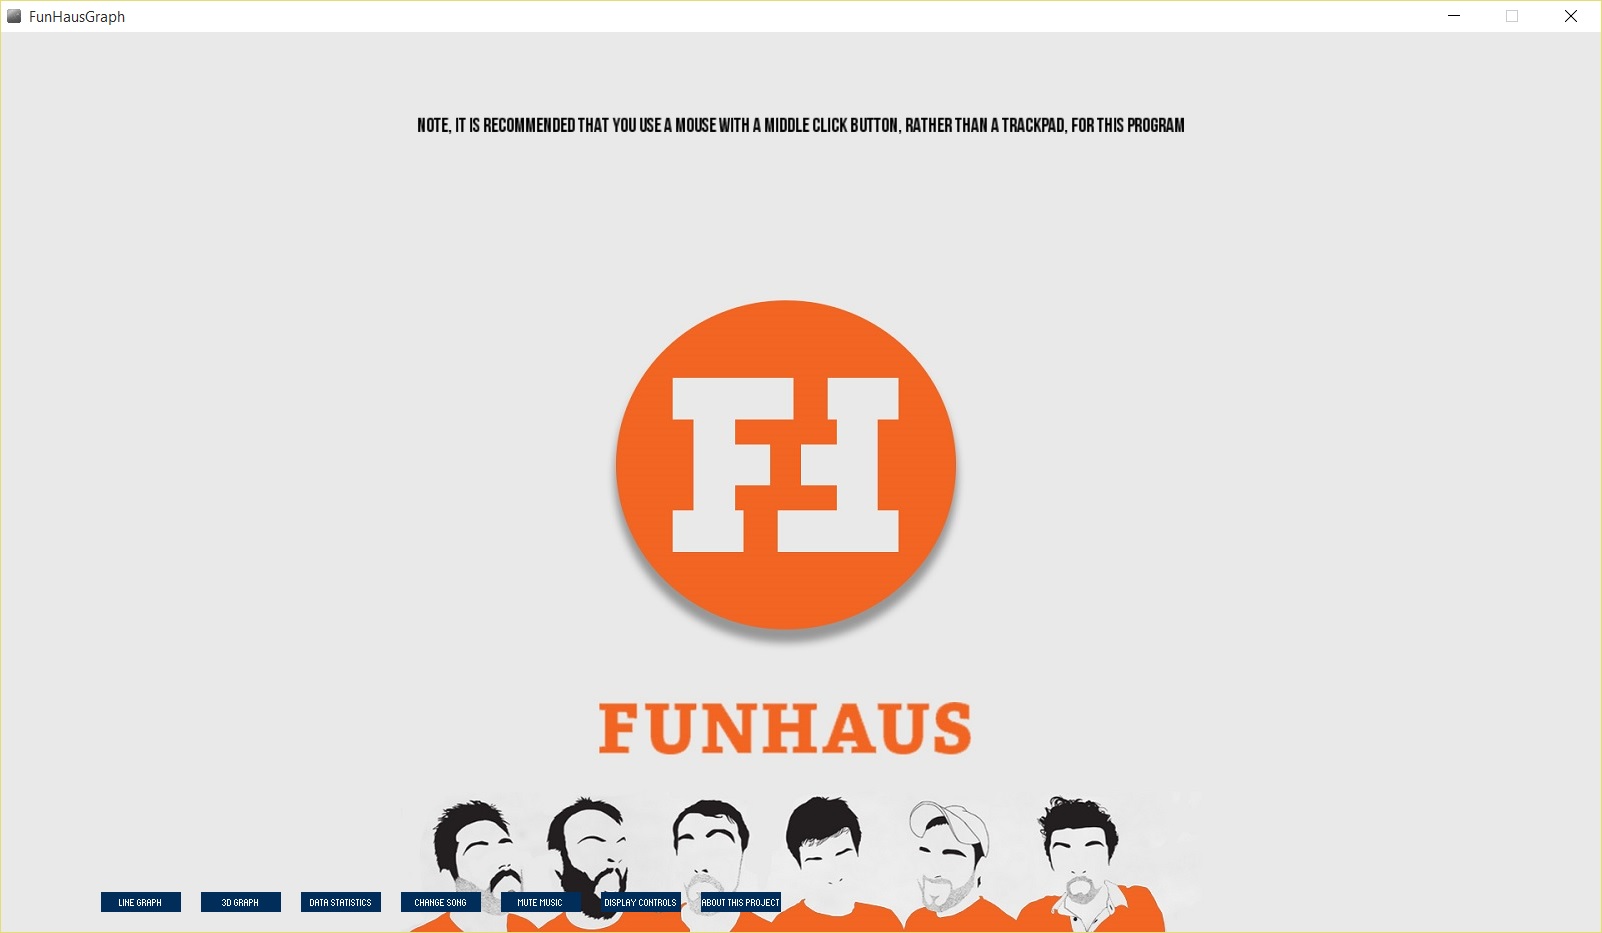 FunHausGraph
NOTE, IT IS RECOMMENDED THAT YOU USE A MOUSE WITH A MIDDLE CLICK BUTTON, RATHER THAN A TRACKPAD, FOR THIS PROGRAM
FUNHAUS
LINE GRAPH
3D GRAPH
DATA STATISTICS
CHANGE SONG
MUTE MUSIC
DISPLAY CONTROLS
ABOUT THIS PROJECT